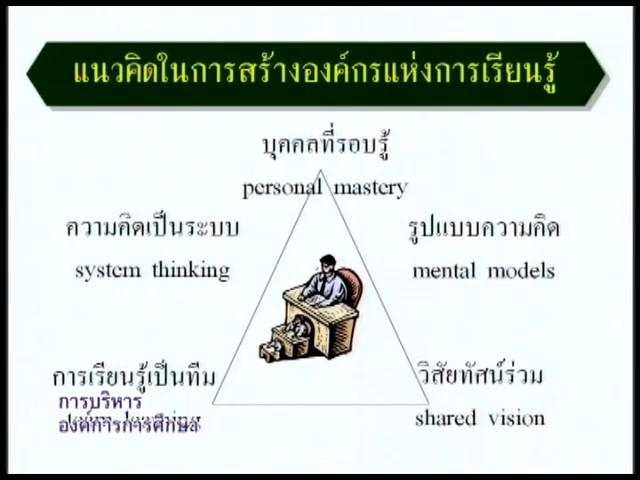 แนวคิดในการสร้างองค์กรแห่งการเรียนรู้
บุคคลที่รอบรู้
personal mastery
ความคิดเป็นระบบ
system thinking
รูปแบบความคิด
mental models
การเรียนรู้เป็นทีม
วิสัยทัศน์ร่วม
shared vision
การบริหาร
องค์การการศึกษา